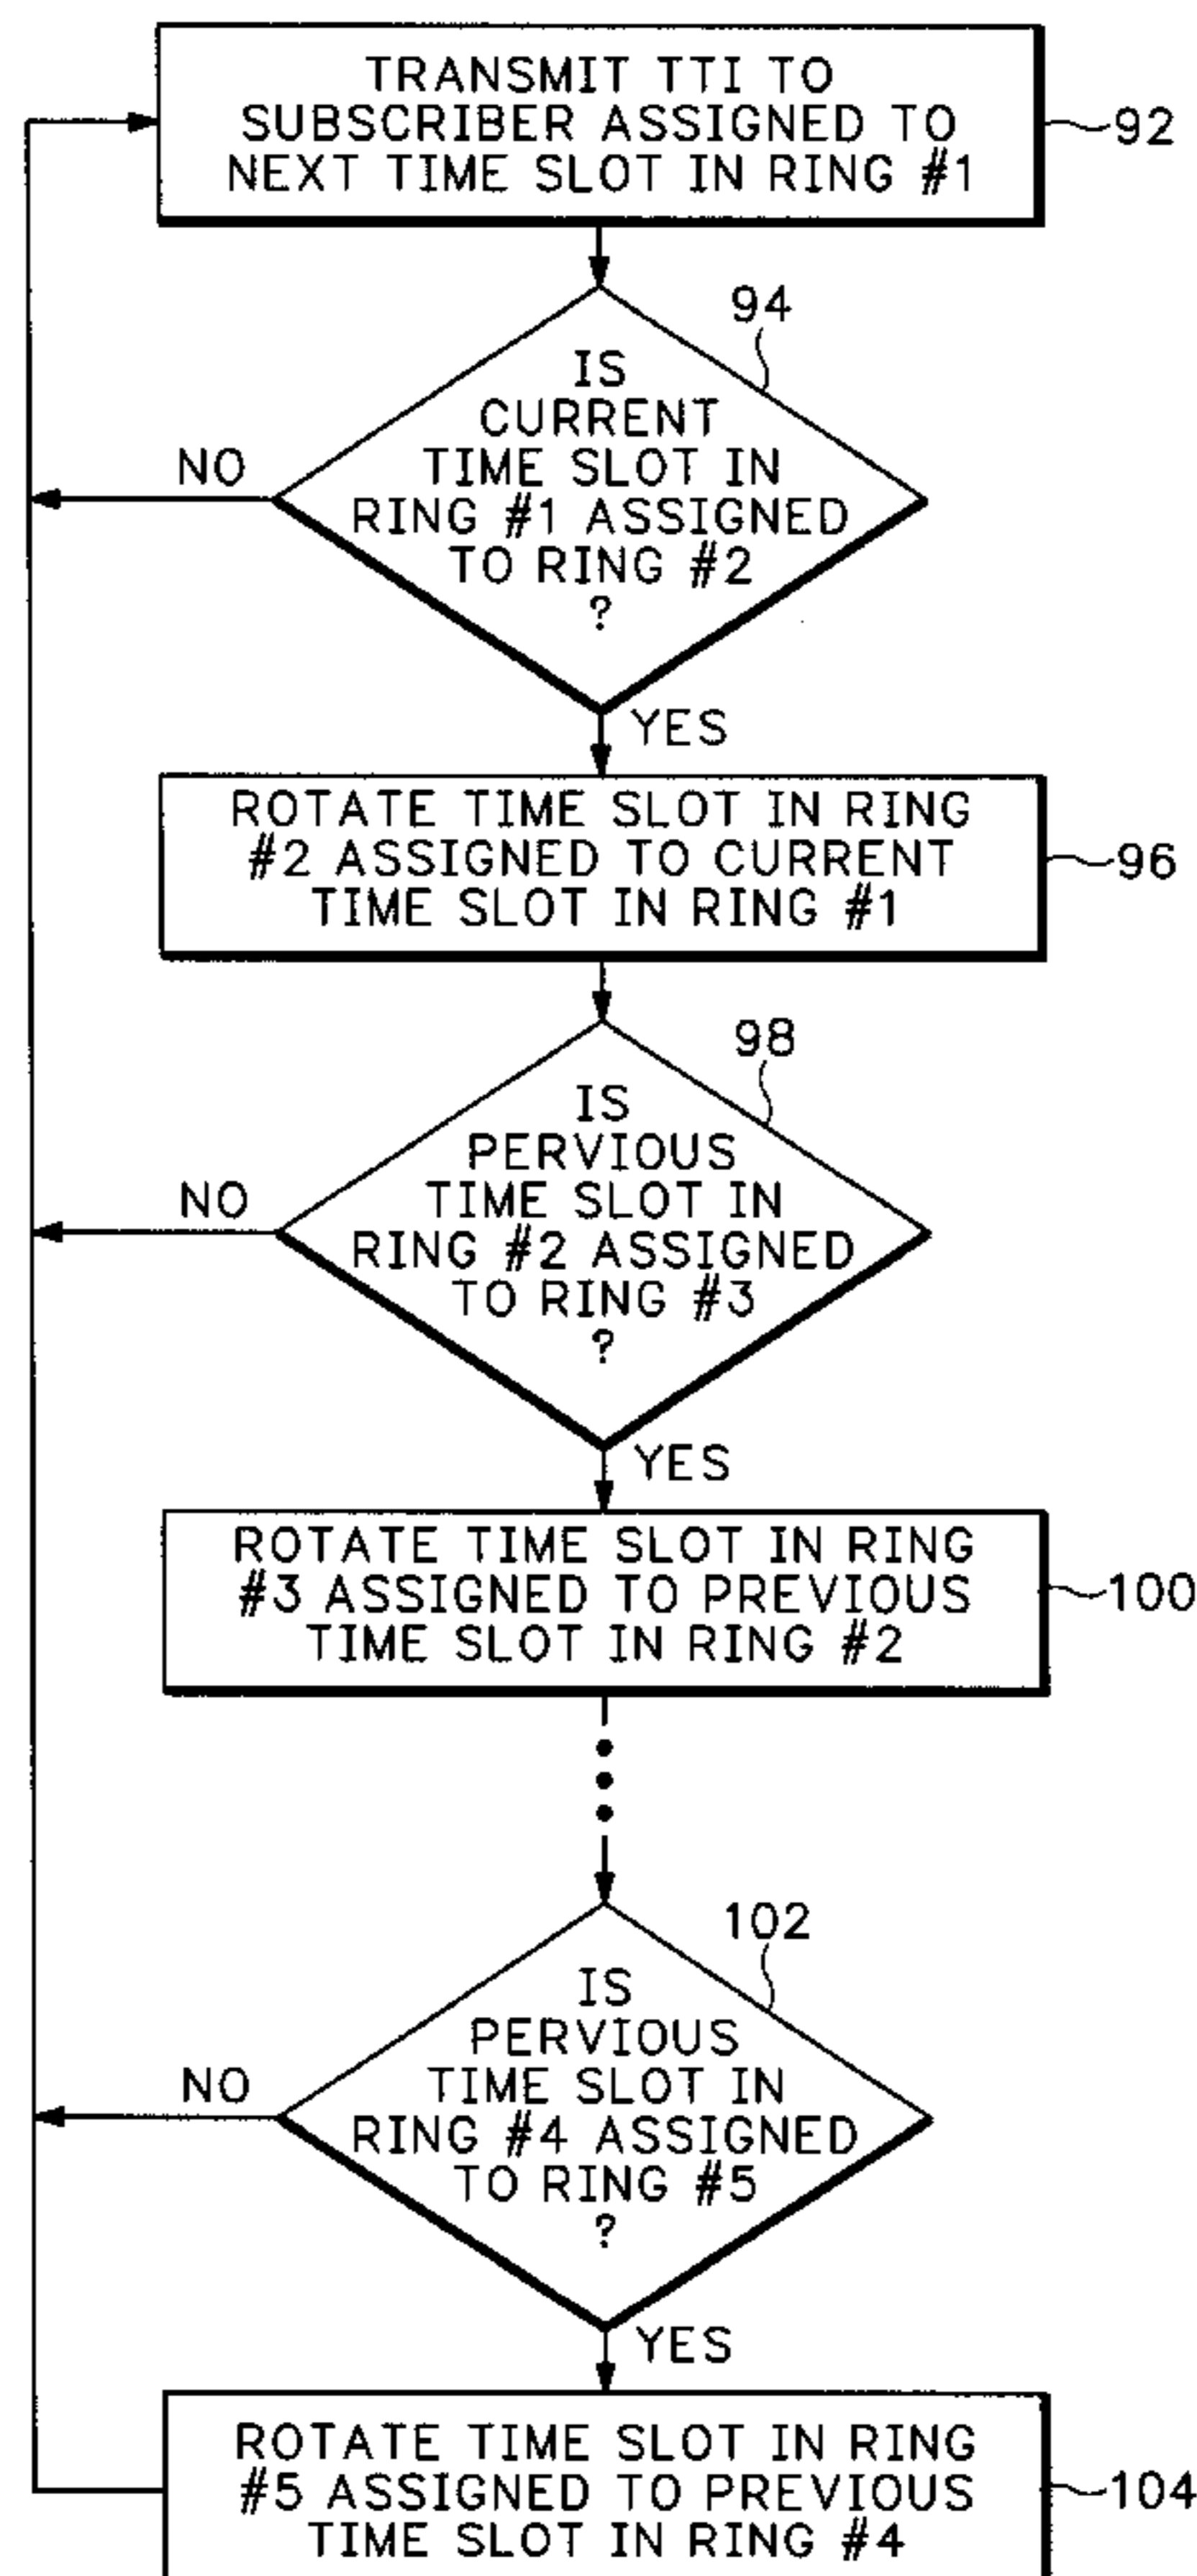 TRANSMIT TTI TO
SUBSCRIBER ASSIGNED TO
NEXT TIME SLOT IN RING #1
92
94
IS
CURRENT
TIME SLOT IN
RING #1 ASSIGNED
TO RING #2
?
NO
YES
ROTATE TIME SLOT IN RING
#2 ASSIGNED TO CURRENT
TIME SLOT IN RING #1
96
98
IS
PERVIOUS
TIME SLOT IN
RING #2 ASSIGNED
TO RING #3
?
NO
YES
ROTATE TIME SLOT IN RING
#3 ASSIGNED TO PREVIOUS
TIME SLOT IN RING #2
100
102
IS
PERVIOUS
TIME SLOT IN
RING #4 ASSIGNED
TO RING #5
?
NO
YES
ROTATE TIME SLOT IN RING
#5 ASSIGNED TO PREVIOUS
TIME SLOT IN RING #4
104